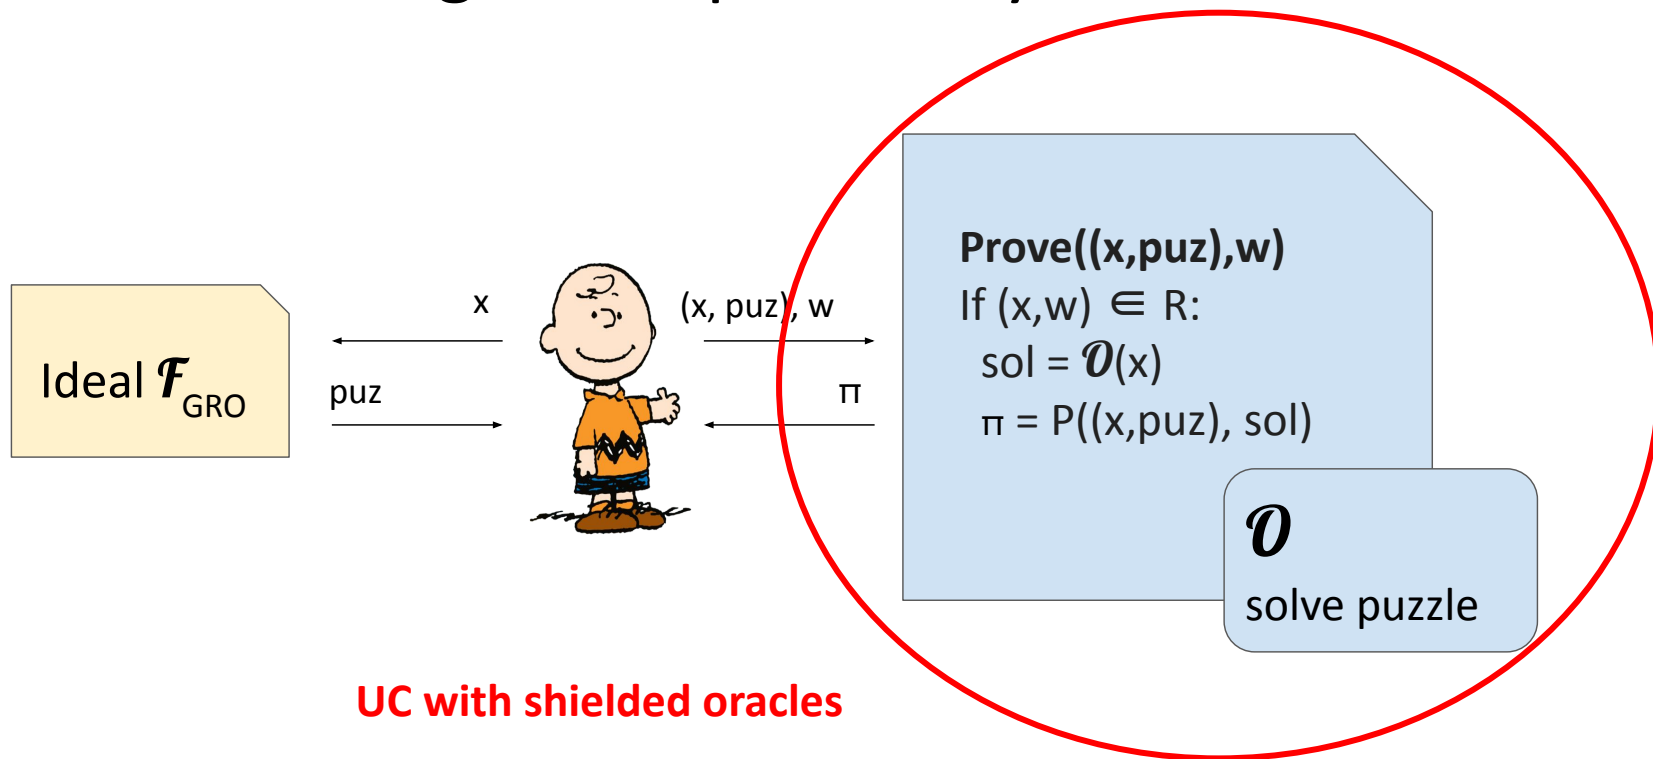 Ideal 𝓕GRO
x
puz
(x, puz), w
π
Prove((x,puz),w)
If (x,w) ∈ R:
sol = 𝓞(x)
π = P((x,puz), sol)
𝓞
solve puzzle
UC with shielded oracles